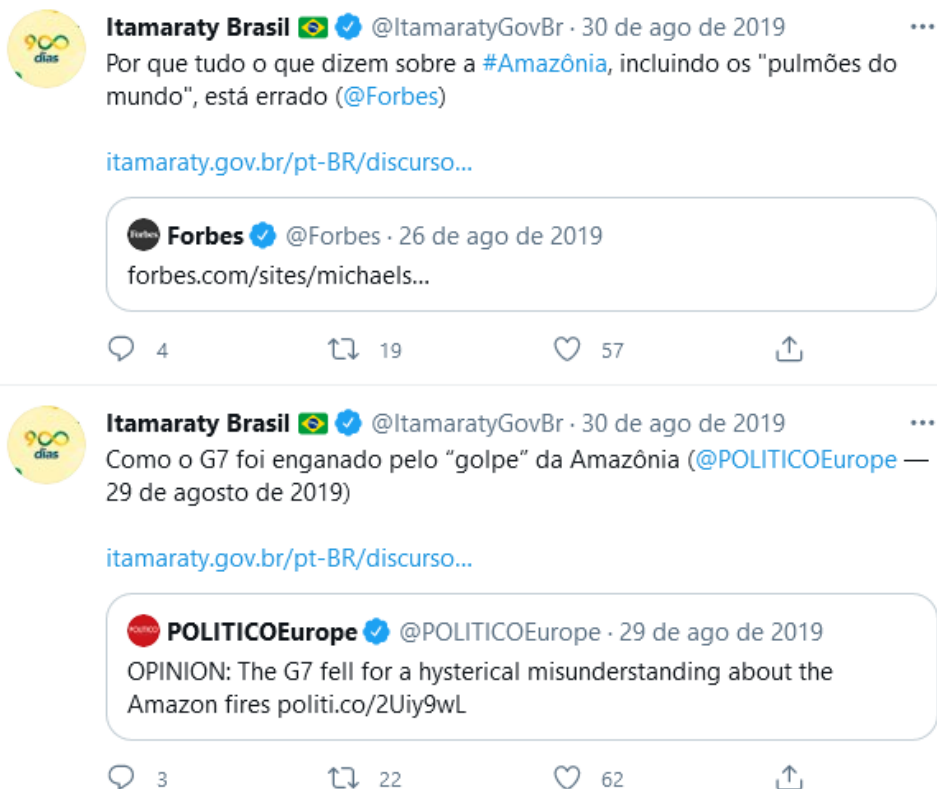 Itamaraty Brasil 🇧🇷 @ItamaratyGovBr · 30 de ago de 2019
900 dias
Por que tudo o que dizem sobre a #Amazônia, incluindo os "pulmões do
mundo", está errado (@Forbes)
itamaraty.gov.br/pt-BR/discurso...
Forbes Forbes @Forbes · 26 de ago de 2019
forbes.com/sites/michaels...
4 19 57
Itamaraty Brasil 🇧🇷 @ItamaratyGovBr · 30 de ago de 2019
900 dias
Como o G7 foi enganado pelo “golpe” da Amazônia (@POLITICOEurope —
29 de agosto de 2019)
itamaraty.gov.br/pt-BR/discurso...
POLITICO POLITICOEurope @POLITICOEurope · 29 de ago de 2019
OPINION: The G7 fell for a hysterical misunderstanding about the
Amazon fires politi.co/2Uiy9wL
3 22 62